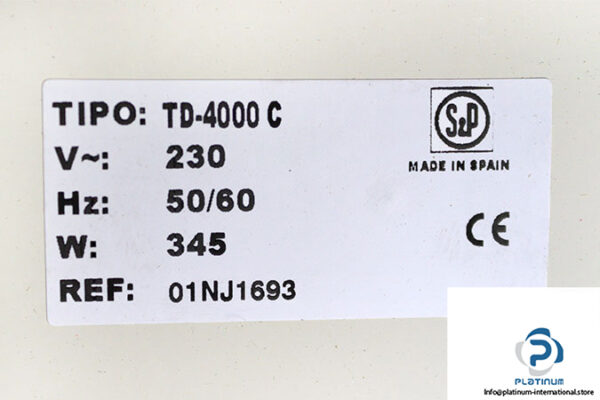 TIPO: TD-4000 C
V~: 230
Hz: 50/60
W: 345
REF: 01NJ1693
S&P
MADE IN SPAIN
CE
PLATINUM
Info@platinum-international.store